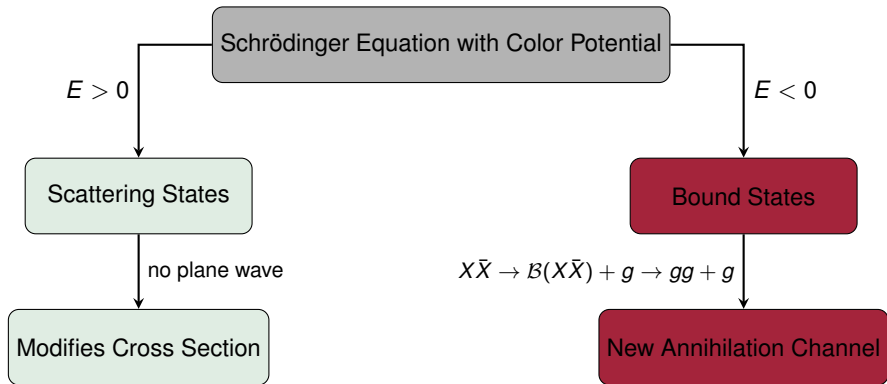 Schrödinger Equation with Color Potential
E > 0
E < 0
Scattering States
Bound States
no plane wave
XX̄ → ℬ(XX̄) + g → gg + g
Modifies Cross Section
New Annihilation Channel